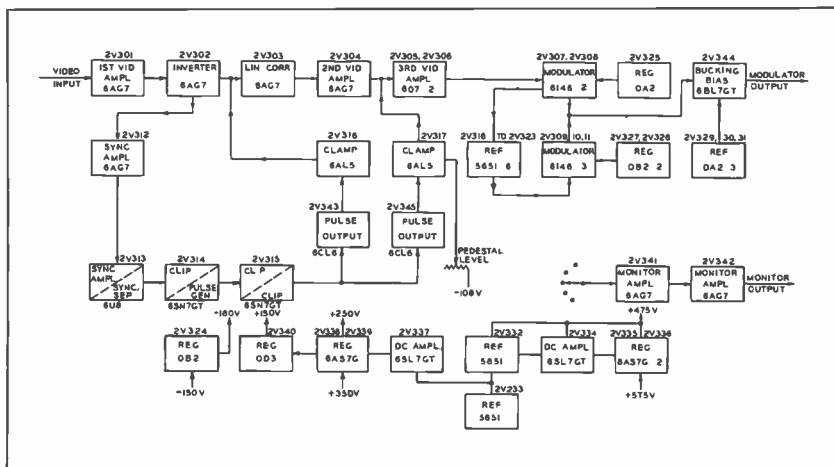 2V301
2V302
2V303
2V304
2V305, 2V306
2V307, 2V308
2V325
2V344
VIDEO
INPUT
1ST VID
AMPL
6AG7
INVERTER
6AG7
LIN CORR
6AG7
2ND VID
AMPL
6AG7
3RD VID
AMPL
607 2
MODULATOR
6146 2
REG
0A2
BUCKING
BIAS
6BL7GT
MODULATOR
OUTPUT
2V312
SYNC
AMPL
6AG7
2V316
CLAMP
6AL5
2V317
CLAMP
6AL5
2V318 TO 2V323
REF
5651 6
2V309, 10, 11
MODULATOR
6146 3
2V327, 2V328
REG
0B2 2
2V329, 30, 31
REF
0A2 3
2V343
PULSE
OUTPUT
6CL6
2V345
PULSE
OUTPUT
6CL6
PEDESTAL
LEVEL
-108V
2V313
SYNC
AMPL
SYNC.
SEP
6U8
2V314
CLIP
PULSE
GEN
6SN7GT
2V315
CLIP
CLIP
6SN7GT
2V341
MONITOR
AMPL
6AG7
2V342
MONITOR
AMPL
6AG7
MONITOR
OUTPUT
-180V
+150V
+250V
+475V
2V324
REG
0B2
-150V
2V340
REG
0D3
2V338, 2V339
REG
6AS7G
+350V
2V337
DC AMPL
6SL7GT
2V332
REF
5651
2V334
DC AMPL
6SL7GT
2V335, 2V336
REG
6AS7G 2
+575V
2V233
REF
5651